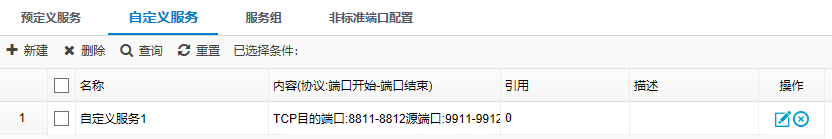 预定义服务 自定义服务 服务组 非标准端口配置
新建 删除 查询 重置 已选择条件:
名称 内容(协议:端口开始-端口结束) 引用 描述 操作
1 自定义服务1 TCP目的端口:8811-8812源端口:9911-9912 0